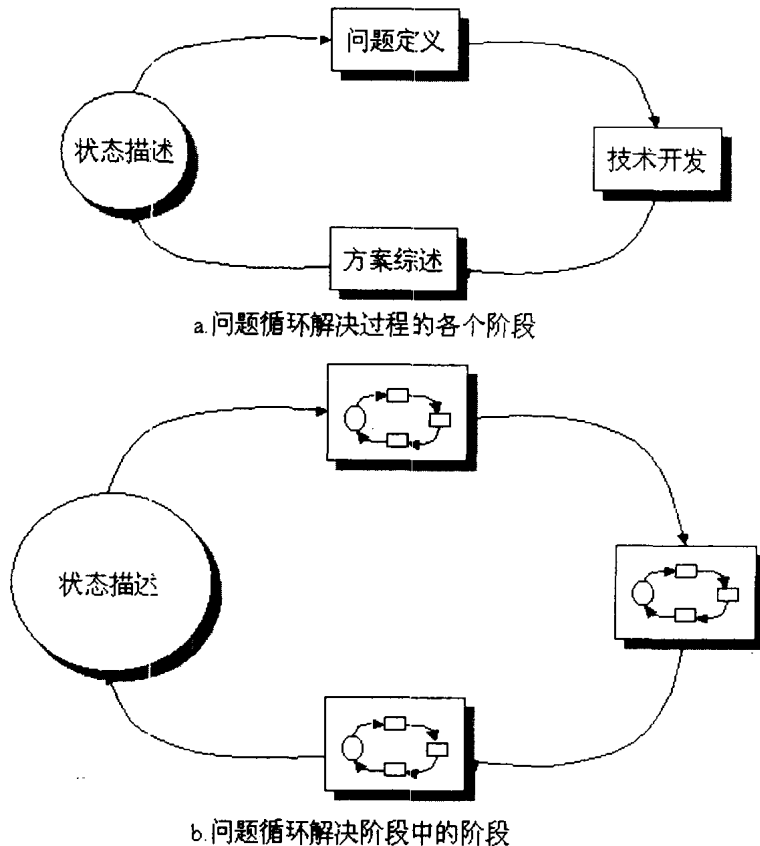 问题定义
状态描述
技术开发
方案综述
a.问题循环解决过程的各个阶段
状态描述
b.问题循环解决阶段中的阶段